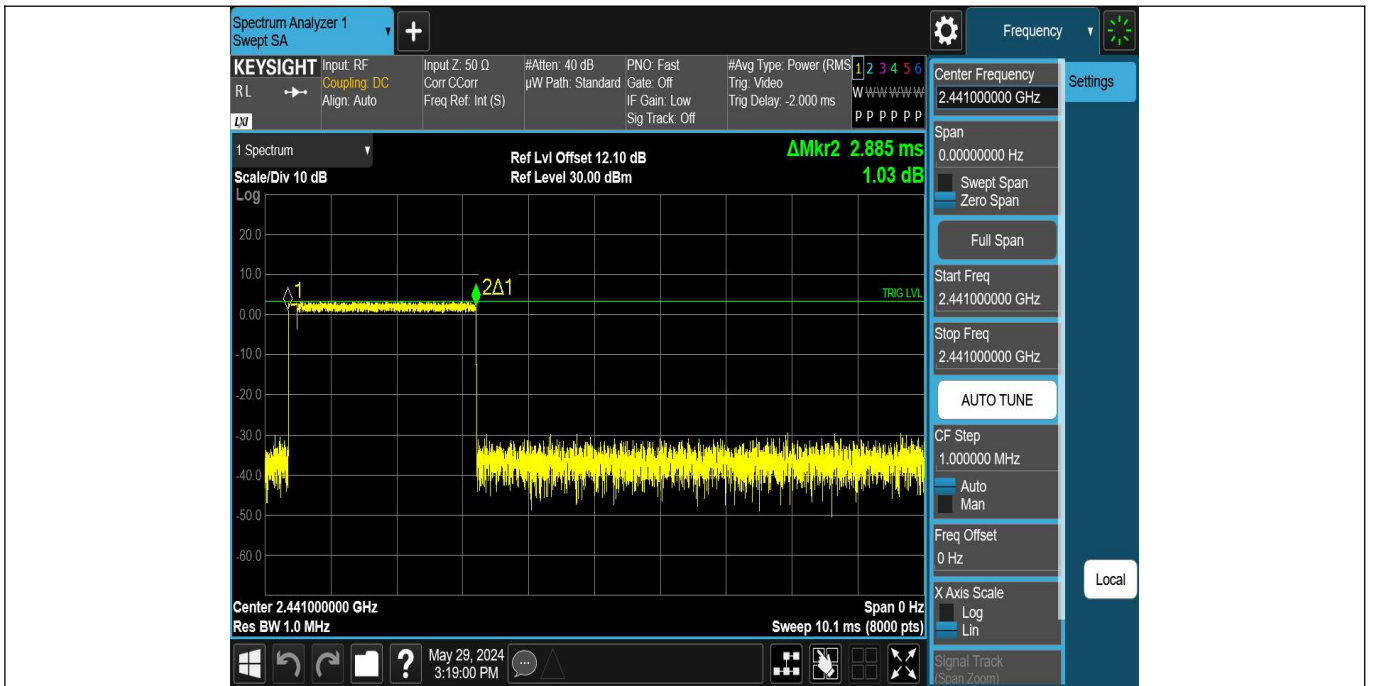 Spectrum Analyzer 1
Swept SA
+
Frequency
KEYSIGHT
RL
LXI
Input: RF
Coupling: DC
Align: Auto
Input Z: 50 Ω
Corr CCorr
Freq Ref: Int (S)
#Atten: 40 dB
µW Path: Standard
PNO: Fast
Gate: Off
IF Gain: Low
Sig Track: Off
#Avg Type: Power (RMS
Trig: Video
Trig Delay: -2.000 ms
1 2 3 4 5 6
W W W W W W
P P P P P P
1 Spectrum
Scale/Div 10 dB
Ref Lvl Offset 12.10 dB
Ref Level 30.00 dBm
ΔMkr2 2.885 ms
1.03 dB
Log
20.0
10.0
0.00
-10.0
-20.0
-30.0
-40.0
-50.0
-60.0
1
2Δ1
TRIG LVL
Center 2.441000000 GHz
Res BW 1.0 MHz
Span 0 Hz
Sweep 10.1 ms (8000 pts)
Center Frequency
2.441000000 GHz
Settings
Span
0.00000000 Hz
Swept Span
Zero Span
Full Span
Start Freq
2.441000000 GHz
Stop Freq
2.441000000 GHz
AUTO TUNE
CF Step
1.000000 MHz
Auto
Man
Freq Offset
0 Hz
X Axis Scale
Log
Lin
Signal Track
(Span Zoom)
Local
?
May 29, 2024
3:19:00 PM